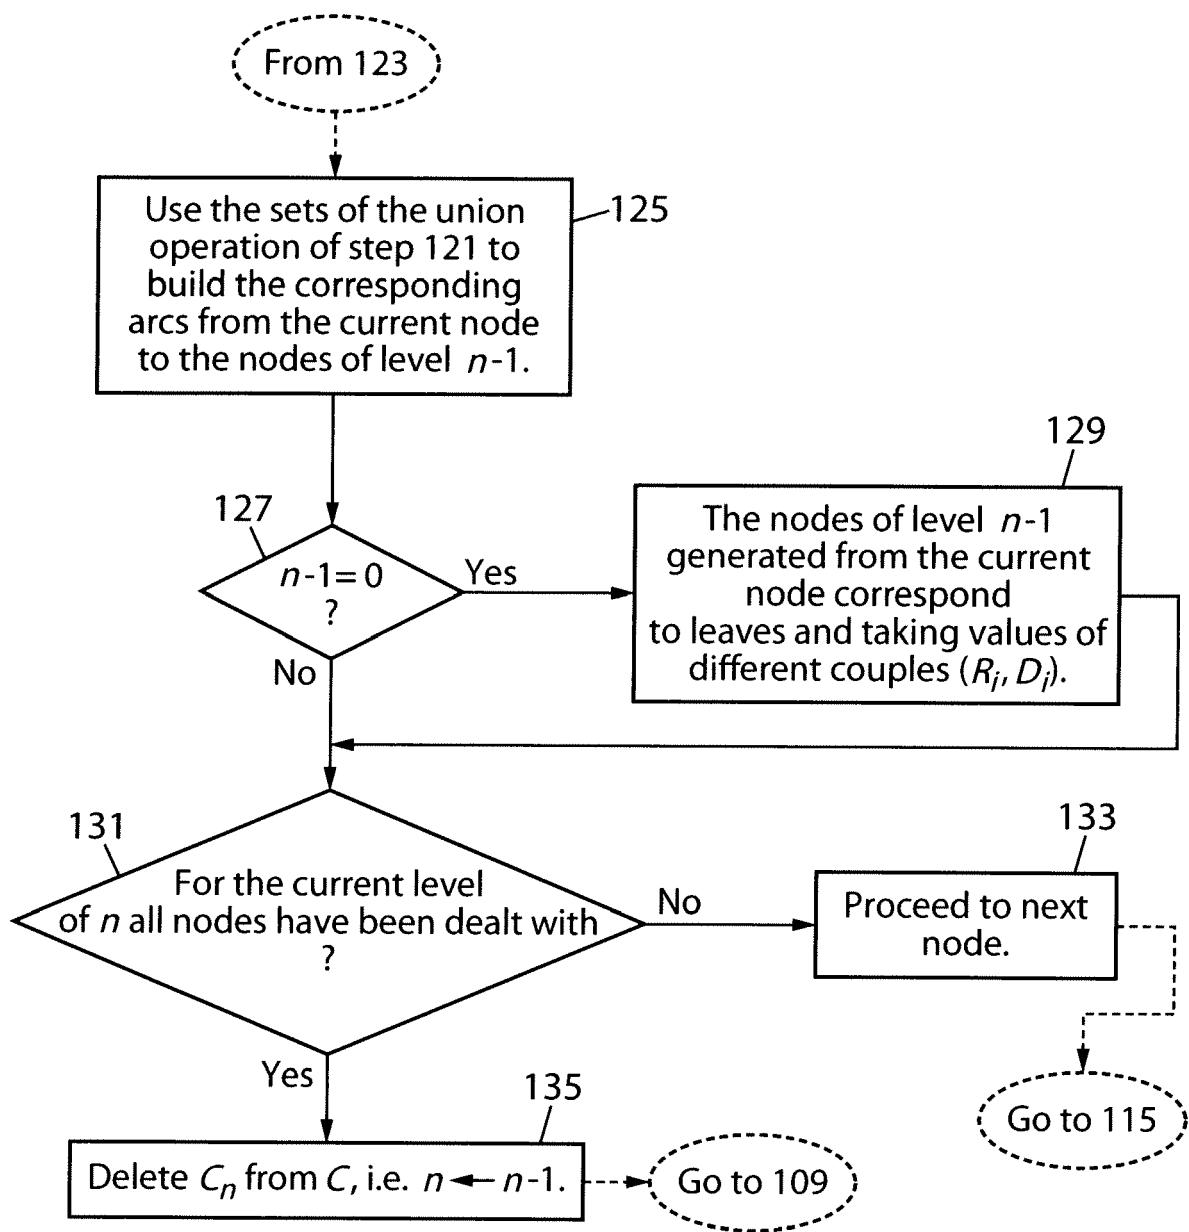 From 123
Use the sets of the union
operation of step 121 to
build the corresponding
arcs from the current node
to the nodes of level n-1.
125
129
127
n-1=0
?
Yes
No
The nodes of level n-1
generated from the current
node correspond
to leaves and taking values of
different couples (Ri, Di).
131
For the current level
of n all nodes have been dealt with
?
No
133
Proceed to next
node.
Yes
135
Go to 115
Delete Cn from C, i.e. n ← n-1.
Go to 109